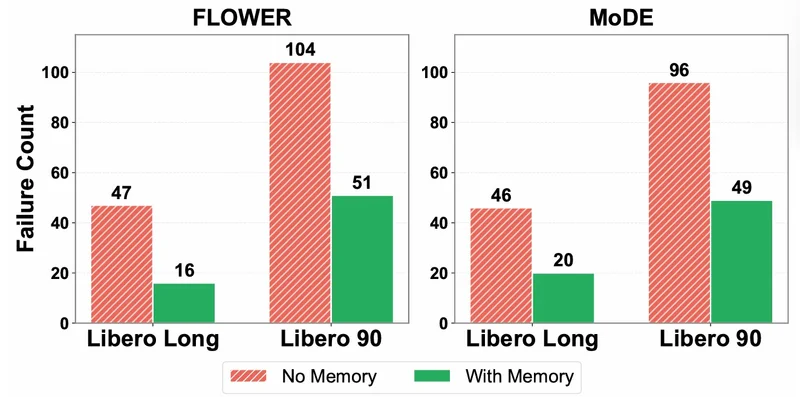 FLOWER
MoDE
Failure Count
100
80
60
40
20
0
47
16
104
51
Libero Long
Libero 90
100
80
60
40
20
0
46
20
96
49
Libero Long
Libero 90
No Memory
With Memory